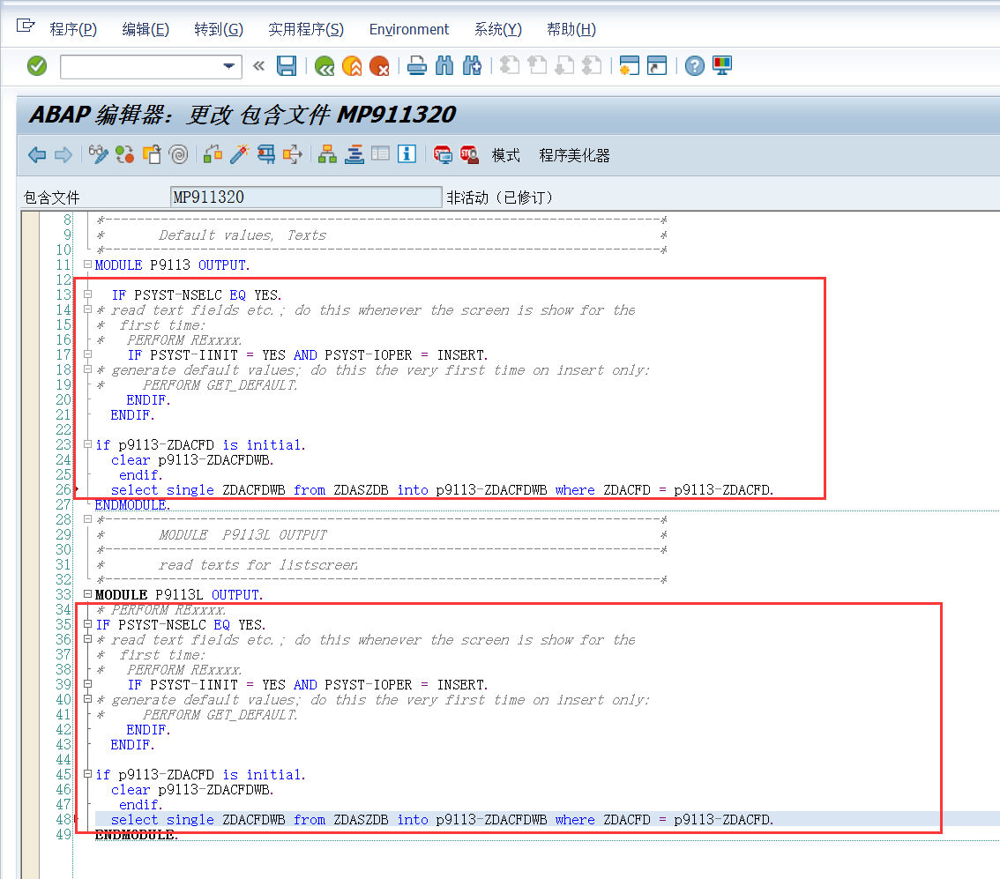 程序(P) 编辑(E) 转到(G) 实用程序(S) Environment 系统(Y) 帮助(H)
ABAP 编辑器：更改 包含文件 MP911320
模式 程序美化器
包含文件 MP911320 非活动（已修订）
8 *----------------------------------------------------------------------*
9 * Default values, Texts *
10 *----------------------------------------------------------------------*
11 MODULE P9113 OUTPUT.
12
13 IF PSYST-NSELC EQ YES.
14 * read text fields etc.; do this whenever the screen is show for the
15 * first time:
16 * PERFORM RExxxx.
17 IF PSYST-IINIT = YES AND PSYST-IOPER = INSERT.
18 * generate default values; do this the very first time on insert only:
19 * PERFORM GET_DEFAULT.
20 ENDIF.
21 ENDIF.
22
23 if p9113-ZDACFD is initial.
24 clear p9113-ZDACFDWB.
25 endif.
26 select single ZDACFDWB from ZDASZDB into p9113-ZDACFDWB where ZDACFD = p9113-ZDACFD.
27 ENDMODULE.
28 *----------------------------------------------------------------------*
29 * MODULE P9113L OUTPUT *
30 *----------------------------------------------------------------------*
31 * read texts for listscreen
32 *----------------------------------------------------------------------*
33 MODULE P9113L OUTPUT.
34 * PERFORM RExxxx.
35 IF PSYST-NSELC EQ YES.
36 * read text fields etc.; do this whenever the screen is show for the
37 * first time:
38 * PERFORM RExxxx.
39 IF PSYST-IINIT = YES AND PSYST-IOPER = INSERT.
40 * generate default values; do this the very first time on insert only:
41 * PERFORM GET_DEFAULT.
42 ENDIF.
43 ENDIF.
44
45 if p9113-ZDACFD is initial.
46 clear p9113-ZDACFDWB.
47 endif.
48 select single ZDACFDWB from ZDASZDB into p9113-ZDACFDWB where ZDACFD = p9113-ZDACFD.
49 ENDMODULE.